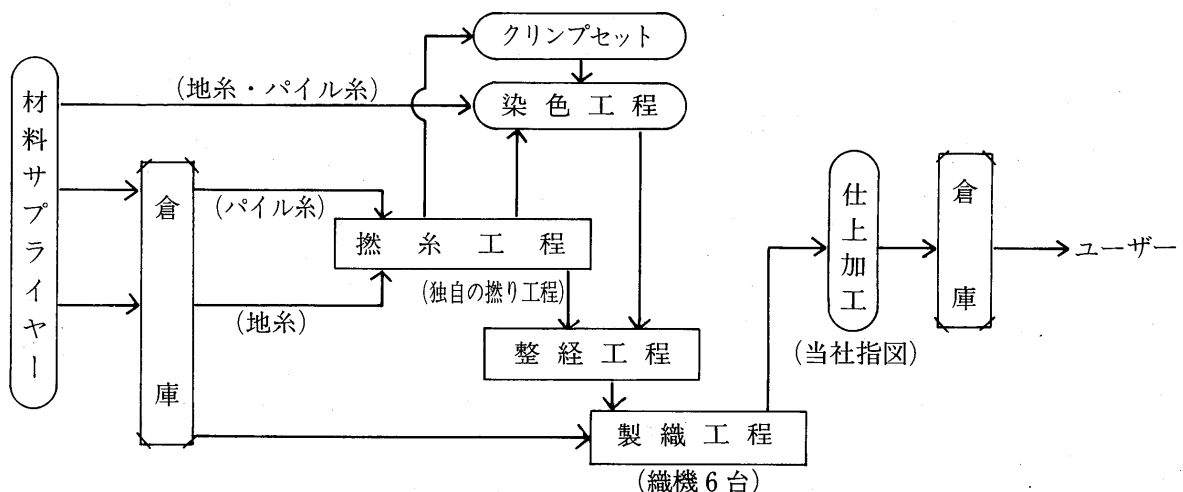 クリンプセット
(地糸・パイル糸)
染色工程
材料サプライヤー
倉庫
(パイル糸)
撚糸工程
(独自の撚り工程)
(地糸)
整経工程
製織工程
(織機6台)
仕上加工
(当社指図)
倉庫
ユーザー